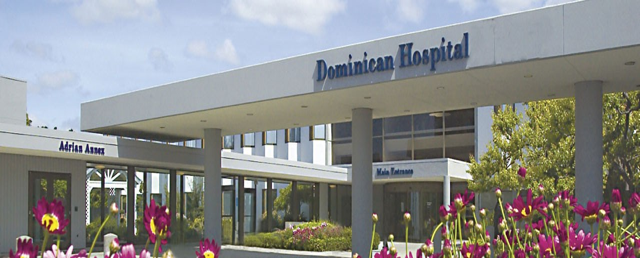 Dominican Hospital
Adrian Annex
Main Entrance